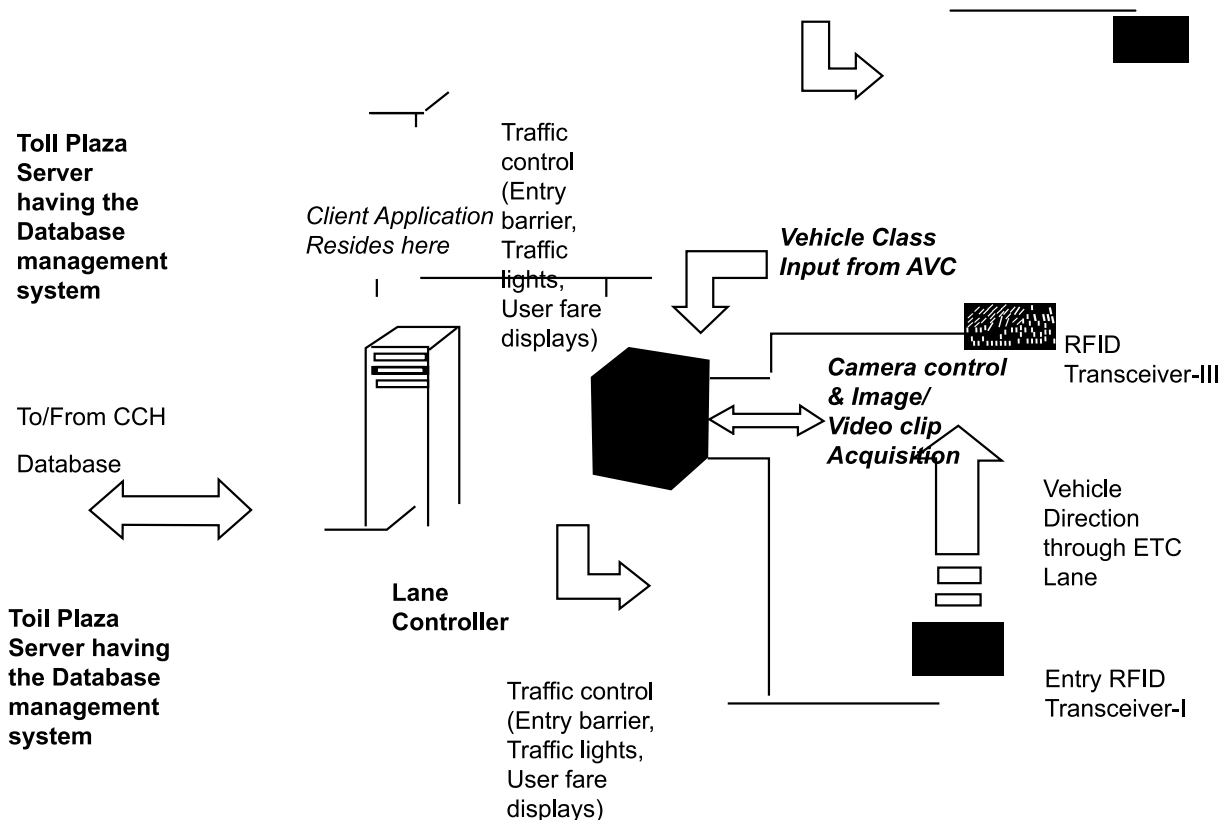 Toll Plaza
Server
having the
Database
management
system
Client Application
Resides here
Traffic
control
(Entry
barrier,
Traffic
lights,
User fare
displays)
Vehicle Class
Input from AVC
RFID
Transceiver-III
Camera control
& Image/
Video clip
Acquisition
To/From CCH
Database
Vehicle
Direction
through ETC
Lane
Lane
Controller
Toil Plaza
Server having
the Database
management
system
Traffic control
(Entry barrier,
Traffic lights,
User fare
displays)
Entry RFID
Transceiver-I